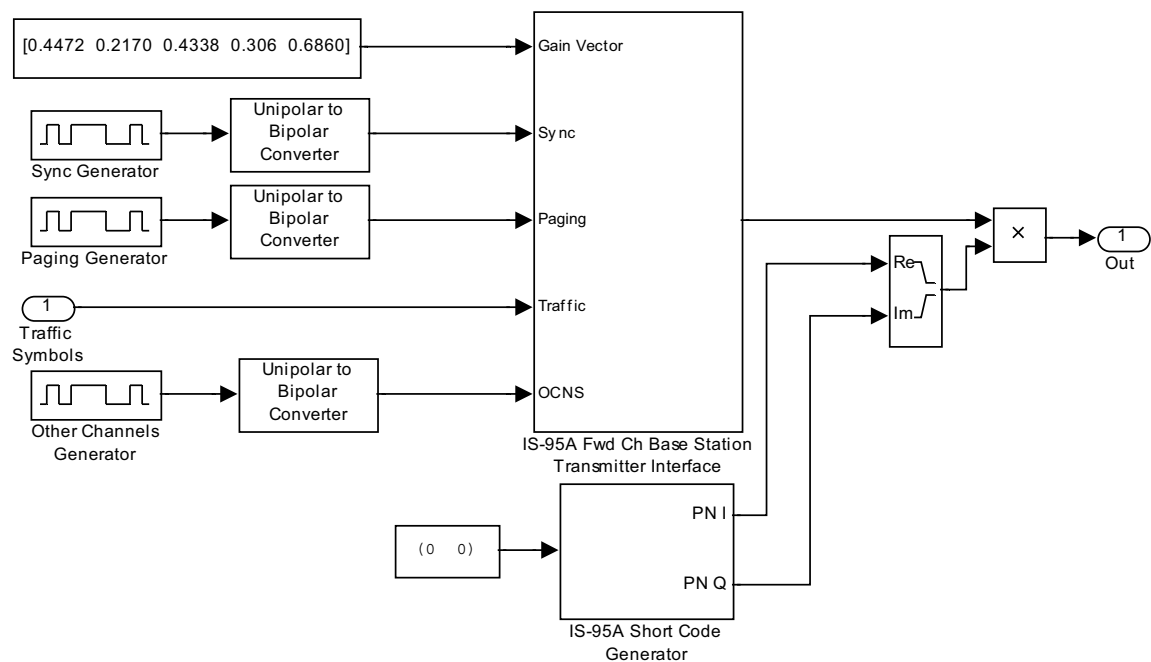 [0.4472 0.2170 0.4338 0.306 0.6860]
Gain Vector
Unipolar to
Bipolar
Converter
Sync
Sync Generator
Unipolar to
Bipolar
Converter
Paging
Paging Generator
×
1
Out
Re
Im
1
Traffic
Symbols
Traffic
Unipolar to
Bipolar
Converter
OCNS
Other Channels
Generator
IS-95A Fwd Ch Base Station
Transmitter Interface
PN I
(0 0)
PN Q
IS-95A Short Code
Generator